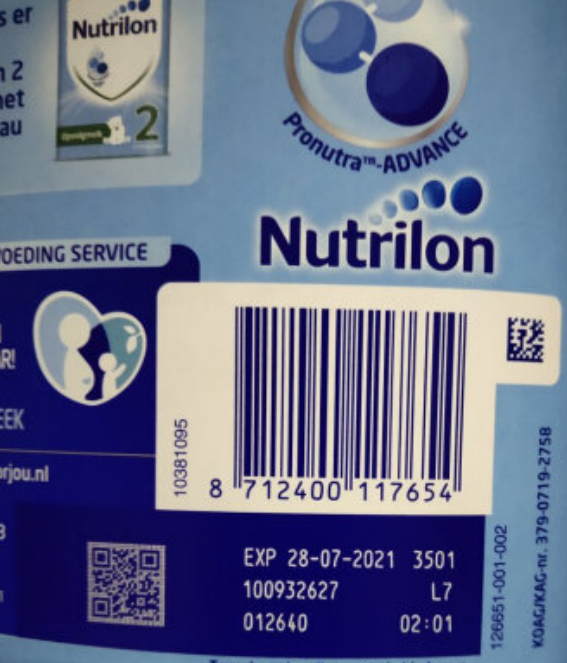 s er
Nutrilon
n 2
net
au
2
Pronutra™-ADVANCE
Nutrilon
OEDING SERVICE
R!
EEK
orjou.nl
10381095
8 712400 117654
EXP 28-07-2021 3501
100932627 L7
012640 02:01
126651-001-002
KOAG/KAG-nr. 379-0719-2758